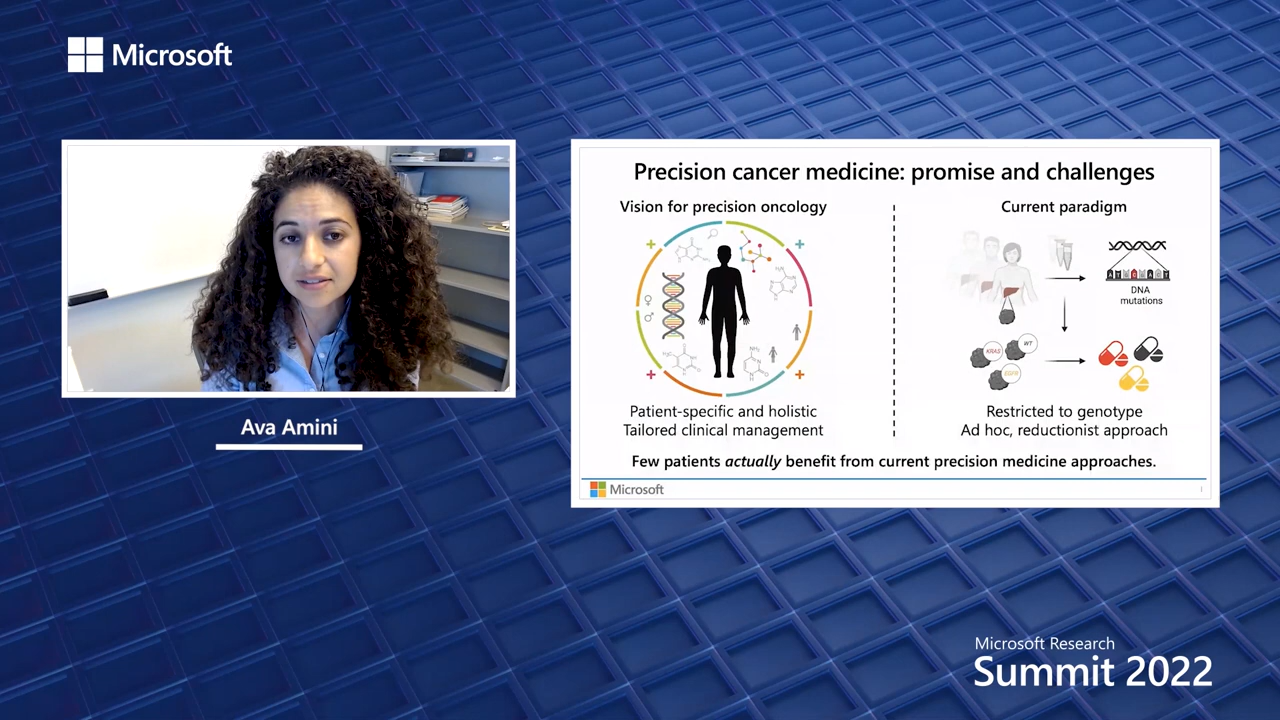 Microsoft
Precision cancer medicine: promise and challenges
Vision for precision oncology
Current paradigm
DNA
mutations
KRAS
WT
EGFR
Patient-specific and holistic
Tailored clinical management
Restricted to genotype
Ad hoc, reductionist approach
Few patients actually benefit from current precision medicine approaches.
Microsoft
Ava Amini
Microsoft Research
Summit 2022